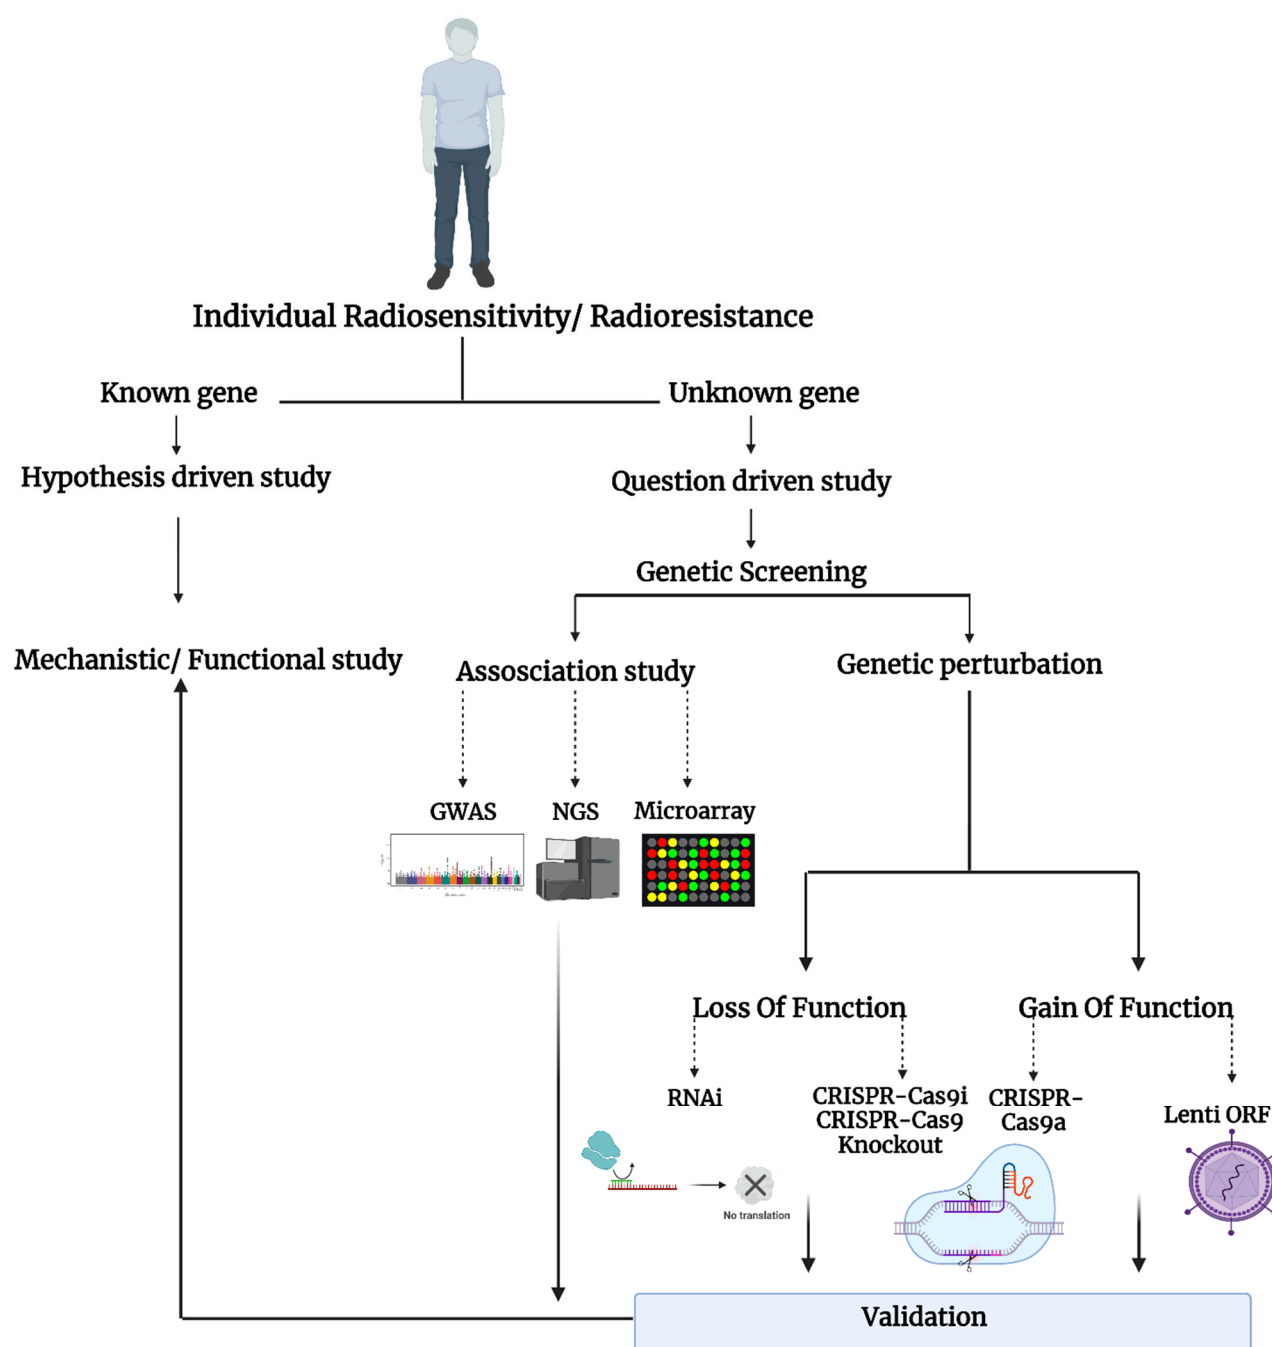 Individual Radiosensitivity/ Radioresistance
Known gene
Unknown gene
Hypothesis driven study
Question driven study
Genetic Screening
Mechanistic/ Functional study
Assosciation study
Genetic perturbation
GWAS
NGS
Microarray
Loss Of Function
Gain Of Function
RNAi
CRISPR-Cas9i
CRISPR-Cas9
Knockout
CRISPR-
Cas9a
Lenti ORF
No translation
Validation